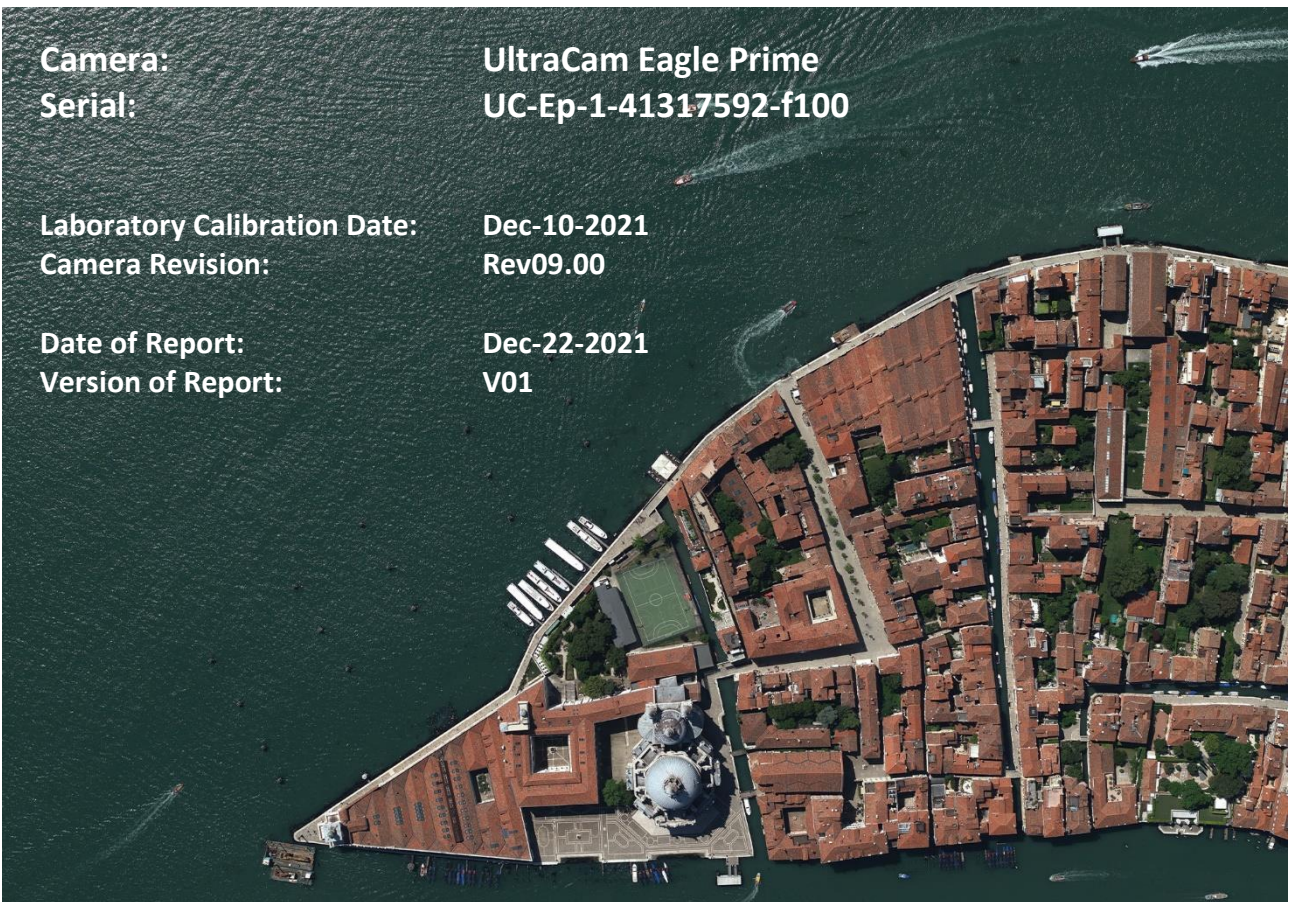 Camera: UltraCam Eagle Prime
Serial: UC-Ep-1-41317592-f100
Laboratory Calibration Date: Dec-10-2021
Camera Revision: Rev09.00
Date of Report: Dec-22-2021
Version of Report: V01